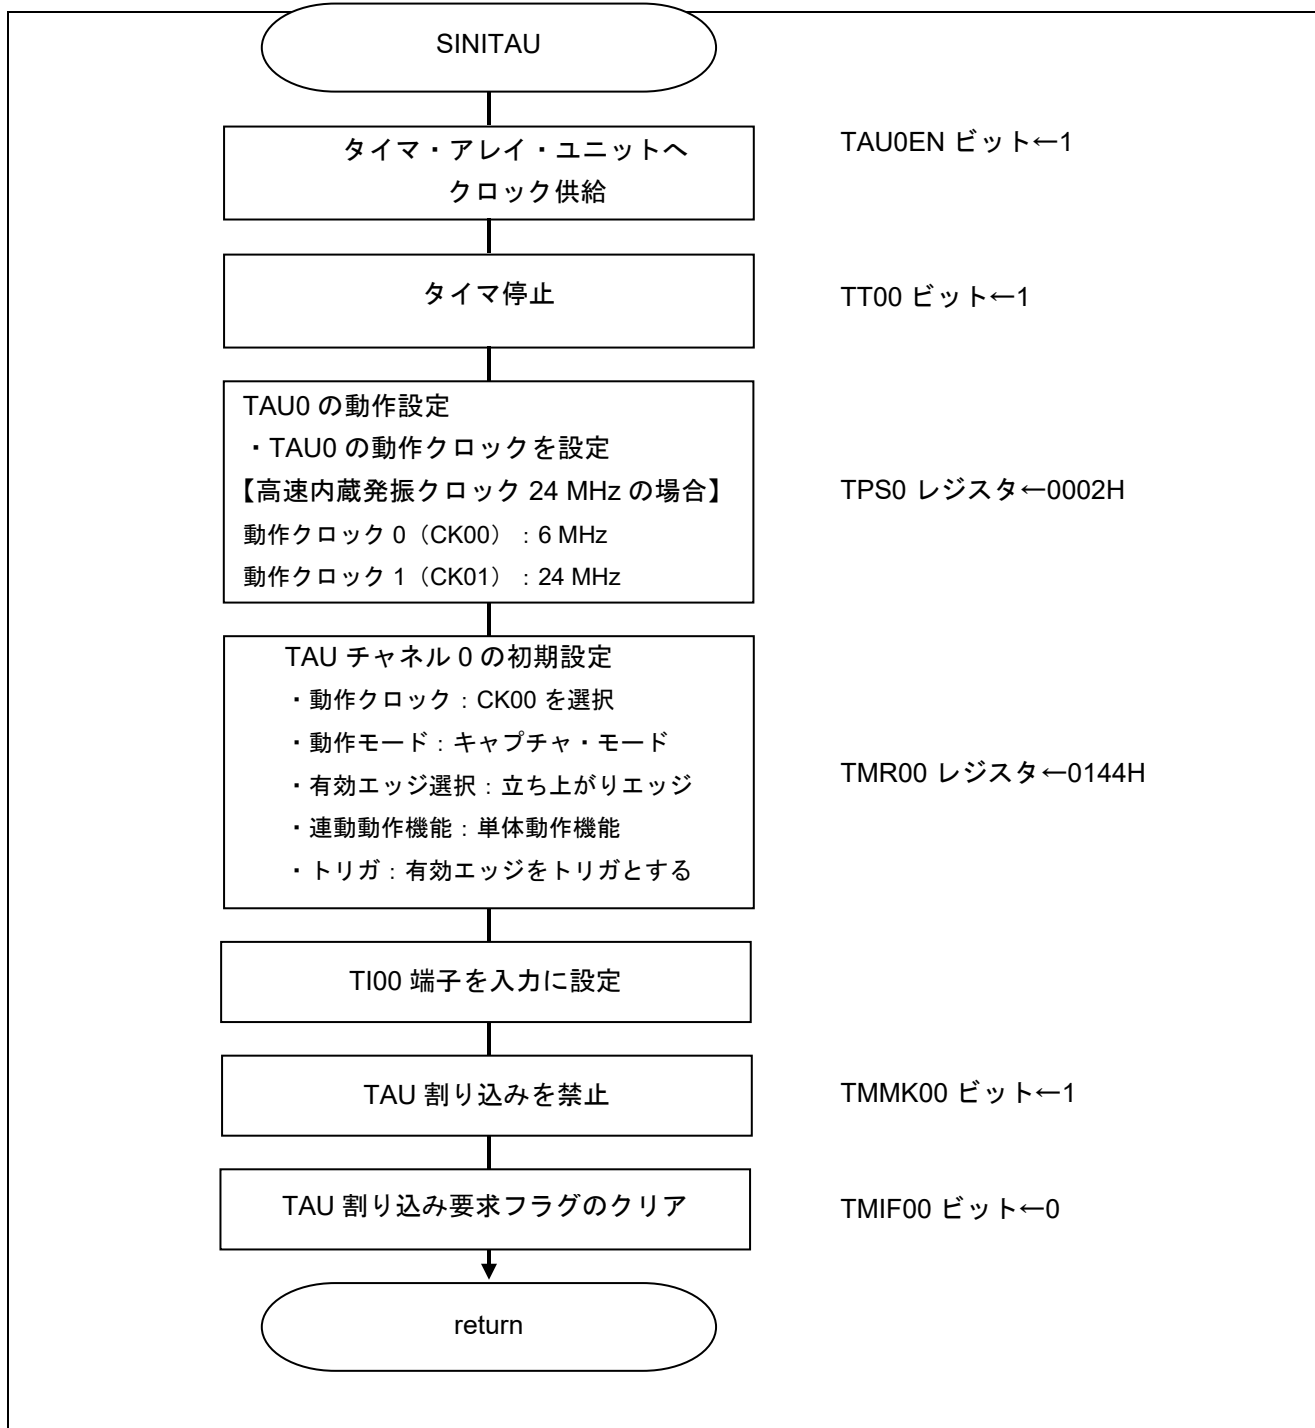 SINITAU
タイマ・アレイ・ユニットへ
クロック供給
TAU0EN ビット←1
タイマ停止
TT00 ビット←1
TAU0 の動作設定
・TAU0 の動作クロックを設定
【高速内蔵発振クロック 24 MHz の場合】
動作クロック 0（CK00）：6 MHz
動作クロック 1（CK01）：24 MHz
TPS0 レジスタ←0002H
TAU チャネル 0 の初期設定
・動作クロック：CK00 を選択
・動作モード：キャプチャ・モード
・有効エッジ選択：立ち上がりエッジ
・連動動作機能：単体動作機能
・トリガ：有効エッジをトリガとする
TMR00 レジスタ←0144H
TI00 端子を入力に設定
TAU 割り込みを禁止
TMMK00 ビット←1
TAU 割り込み要求フラグのクリア
TMIF00 ビット←0
return